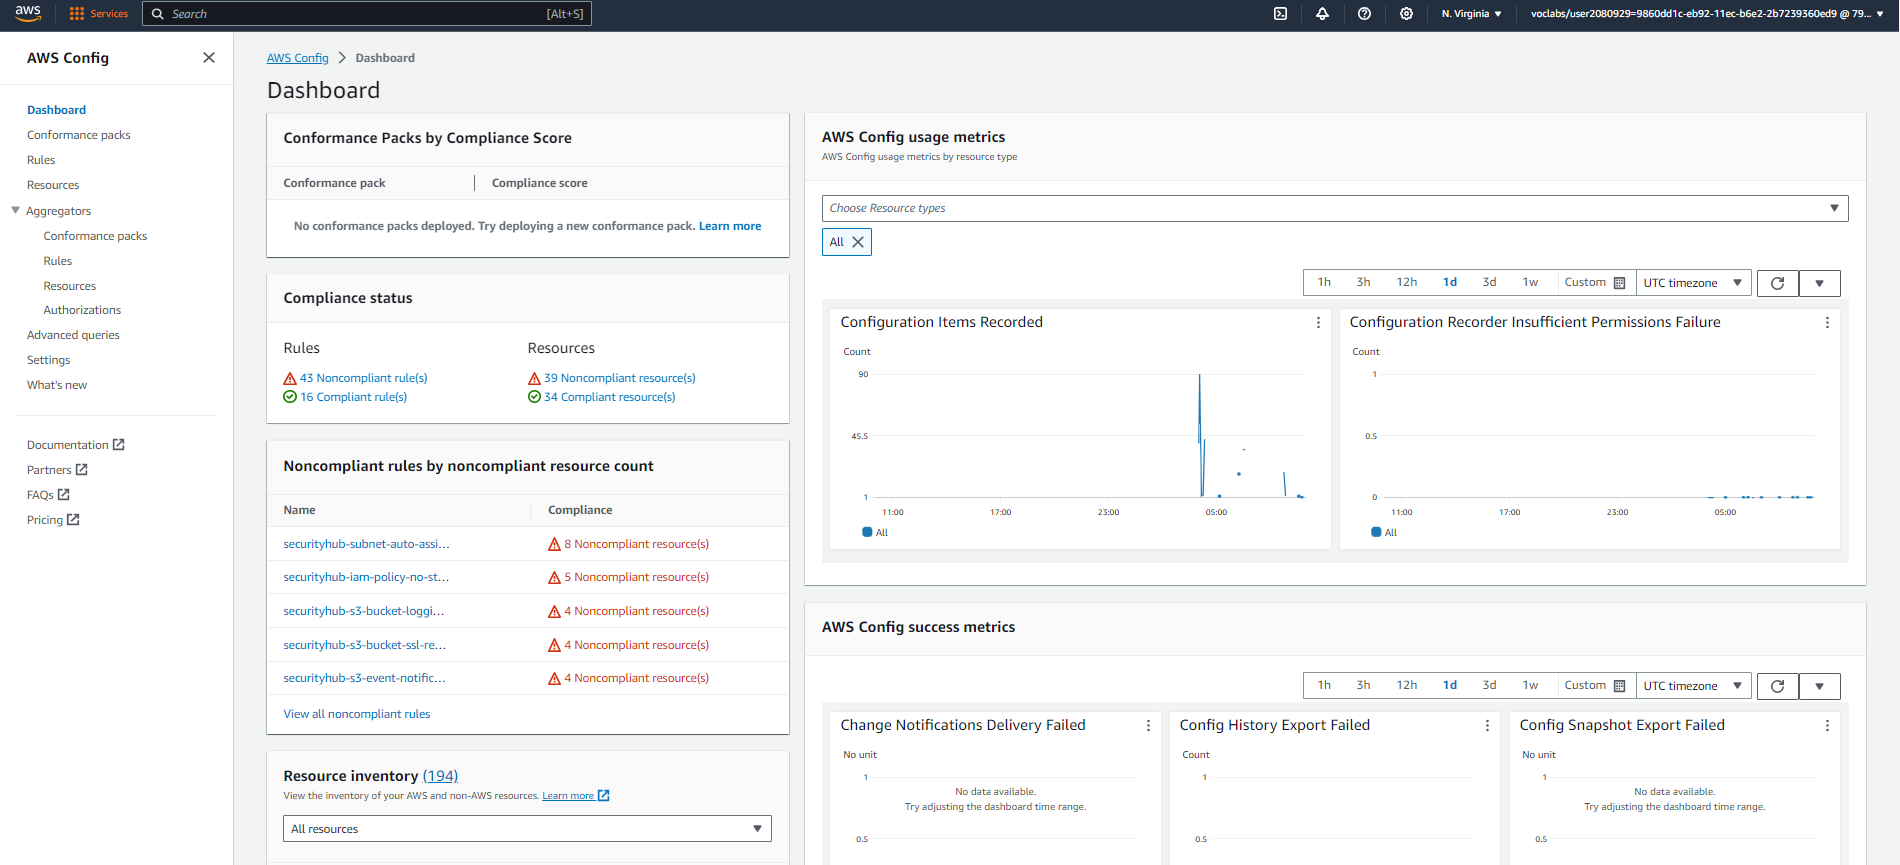 aws
Services
Search
[Alt+S]
N. Virginia
voclabs/user2080929=9860dd1c-eb92-11ec-b6e2-2b7239360ed9 @ 79...
AWS Config
Dashboard
Conformance packs
Rules
Resources
Aggregators
Conformance packs
Rules
Resources
Authorizations
Advanced queries
Settings
What's new
Documentation
Partners
FAQs
Pricing
AWS Config > Dashboard
Dashboard
Conformance Packs by Compliance Score
Conformance pack
Compliance score
No conformance packs deployed. Try deploying a new conformance pack. Learn more
Compliance status
Rules
43 Noncompliant rule(s)
16 Compliant rule(s)
Resources
39 Noncompliant resource(s)
34 Compliant resource(s)
Noncompliant rules by noncompliant resource count
Name
Compliance
securityhub-subnet-auto-assi...
8 Noncompliant resource(s)
securityhub-iam-policy-no-st...
5 Noncompliant resource(s)
securityhub-s3-bucket-loggi...
4 Noncompliant resource(s)
securityhub-s3-bucket-ssl-re...
4 Noncompliant resource(s)
securityhub-s3-event-notific...
4 Noncompliant resource(s)
View all noncompliant rules
Resource inventory (194)
View the inventory of your AWS and non-AWS resources. Learn more
All resources
AWS Config usage metrics
AWS Config usage metrics by resource type
Choose Resource types
All
1h 3h 12h 1d 3d 1w Custom UTC timezone
Configuration Items Recorded
Count
90
45.5
1
11:00 17:00 23:00 05:00
All
Configuration Recorder Insufficient Permissions Failure
Count
1
0.5
0
11:00 17:00 23:00 05:00
All
AWS Config success metrics
1h 3h 12h 1d 3d 1w Custom UTC timezone
Change Notifications Delivery Failed
No unit
1
No data available.
Try adjusting the dashboard time range.
0.5
Config History Export Failed
Count
1
0.5
Config Snapshot Export Failed
No unit
1
No data available.
Try adjusting the dashboard time range.
0.5